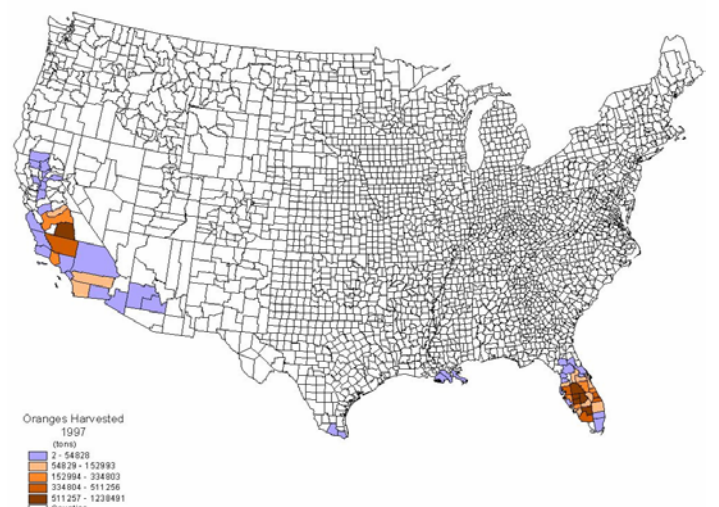 Oranges Harvested
1997
(tons)
2 - 54828
54829 - 152993
152994 - 334803
334804 - 511256
511257 - 1238491